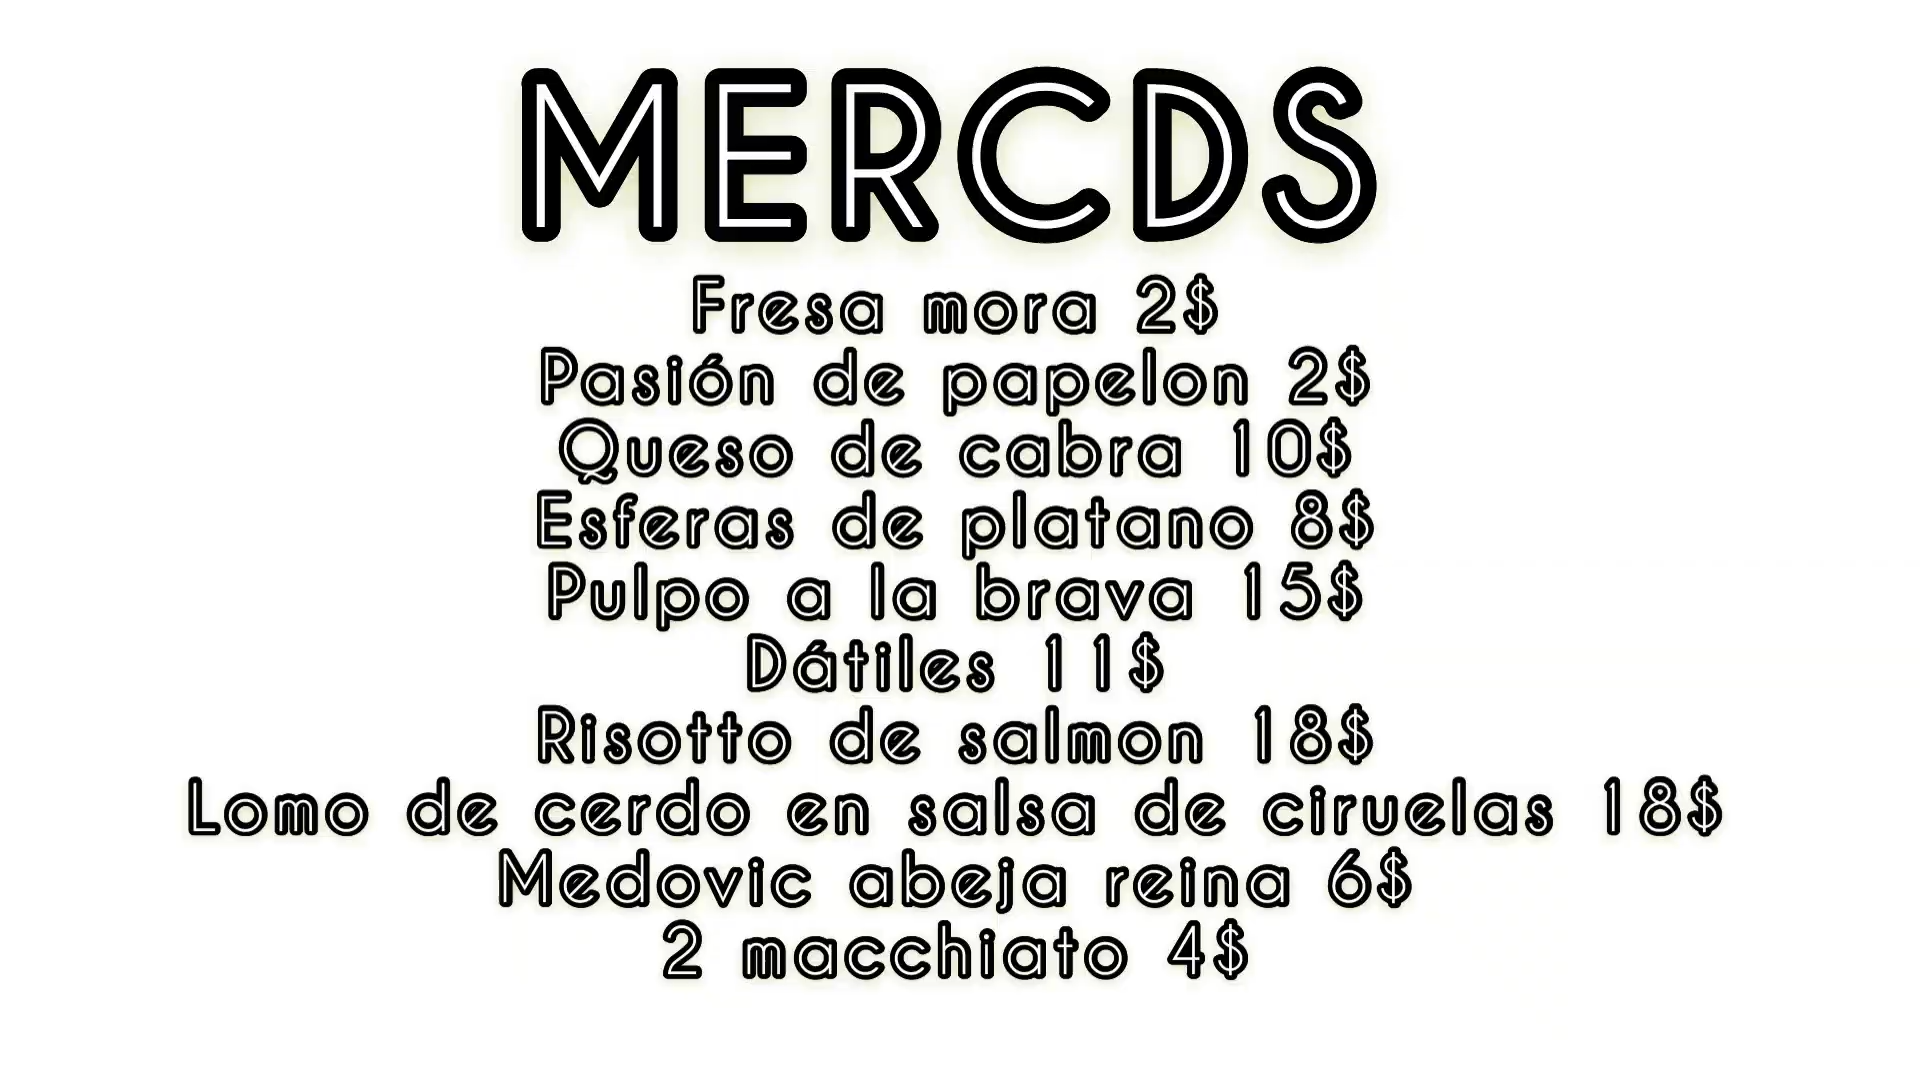 MERCDS
Fresa mora 2$
Pasión de papelon 2$
Queso de cabra 10$
Esferas de platano 8$
Pulpo a la brava 15$
Dátiles 11$
Risotto de salmon 18$
Lomo de cerdo en salsa de ciruelas 18$
Medovic abeja reina 6$
2 macchiato 4$